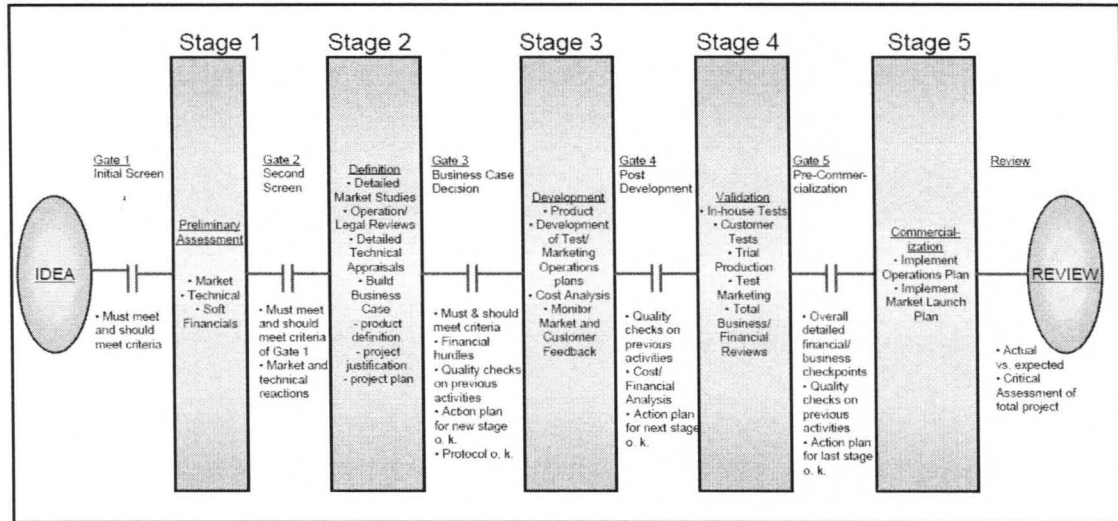 Stage 1
Stage 2
Stage 3
Stage 4
Stage 5
IDEA
Gate 1
Initial Screen
• Must meet
and should
meet criteria
Preliminary
Assessment
• Market
• Technical
• Soft
Financials
Gate 2
Second
Screen
• Must meet
and should
meet criteria
of Gate 1
• Market and
technical
reactions
Definition
• Detailed
Market Studies
• Operation/
Legal Reviews
• Detailed
Technical
Appraisals
• Build
Business
Case
- product
definition
- project
justification
- project plan
Gate 3
Business Case
Decision
• Must & should
meet criteria
• Financial
hurdles
• Quality checks
on previous
activities
• Action plan
for new stage
o. k.
• Protocol o. k.
Development
• Product
• Development
of Test/
Marketing
Operations
plans
• Cost Analysis
• Monitor
Market and
Customer
Feedback
Gate 4
Post
Development
• Quality
checks on
previous
activities
• Cost/
Financial
Analysis
• Action plan
for next stage
o. k.
Validation
• In-house Tests
• Customer
Tests
• Trial
Production
• Test
Marketing
• Total
Business/
Financial
Reviews
Gate 5
Pre-Commer-
cialization
• Overall
detailed
financial/
business
checkpoints
• Quality
checks on
previous
activities
• Action plan
for last stage
o. k.
Commercial-
ization
• Implement
Operations Plan
• Implement
Market Launch
Plan
Review
REVIEW
• Actual
vs. expected
• Critical
Assessment of
total project